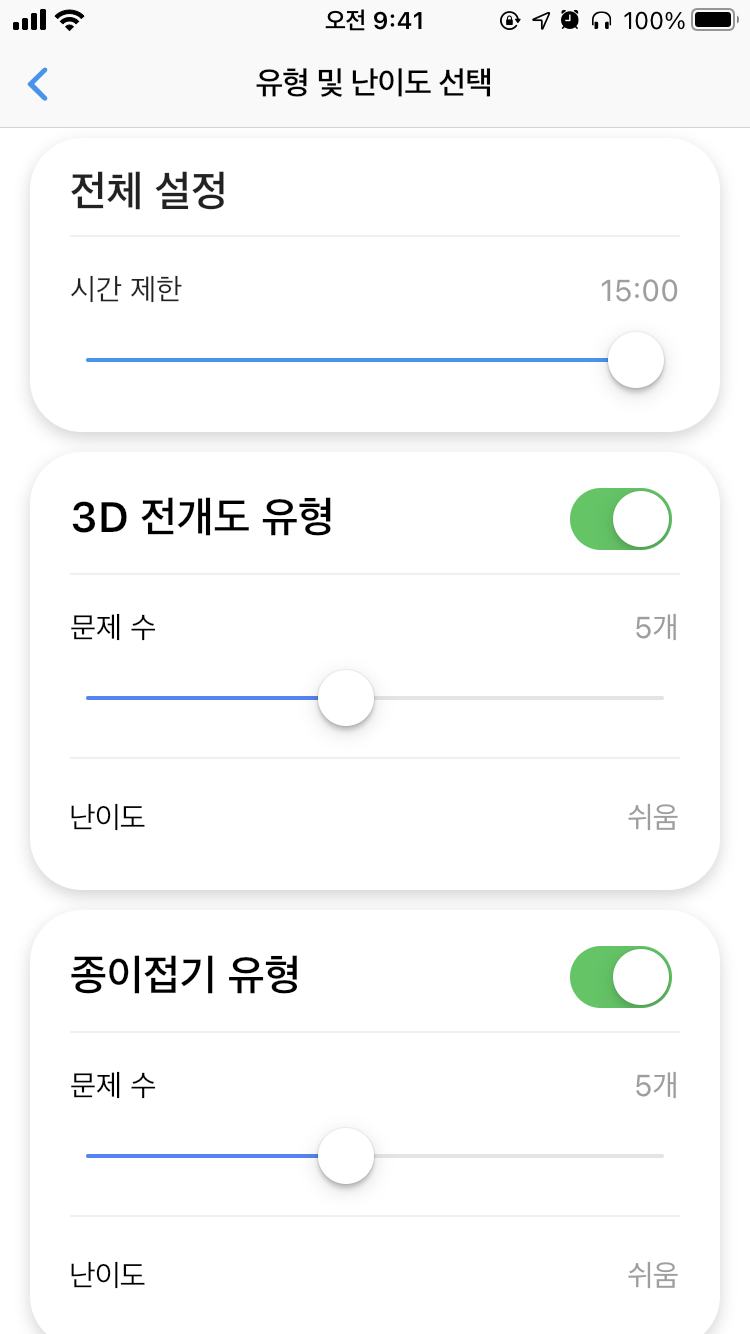 오전 9:41
100%
유형 및 난이도 선택
전체 설정
시간 제한 15:00
3D 전개도 유형
문제 수 5개
난이도 쉬움
종이접기 유형
문제 수 5개
난이도 쉬움